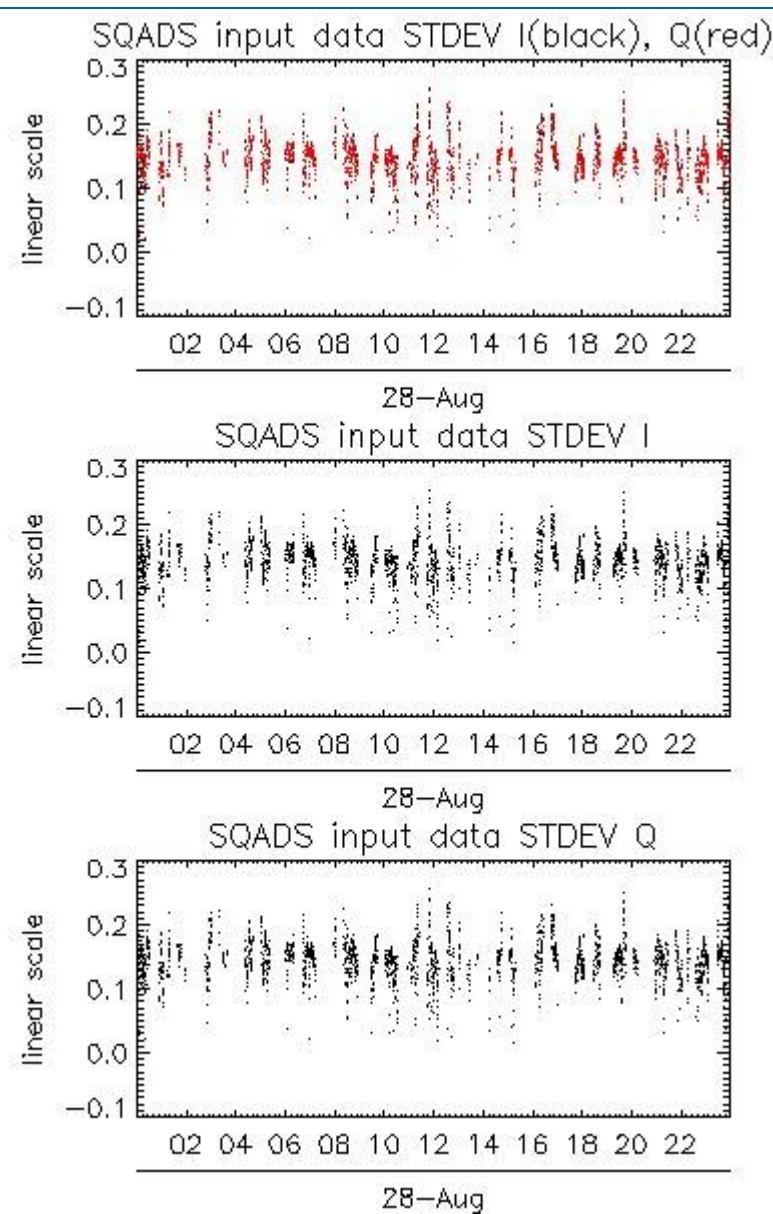 SQADS input data STDEV I(black), Q(red)
0.3
0.2
0.1
0.0
−0.1
linear scale
02 04 06 08 10 12 14 16 18 20 22
28−Aug
SQADS input data STDEV I
0.3
0.2
0.1
0.0
−0.1
linear scale
02 04 06 08 10 12 14 16 18 20 22
28−Aug
SQADS input data STDEV Q
0.3
0.2
0.1
0.0
−0.1
linear scale
02 04 06 08 10 12 14 16 18 20 22
28−Aug